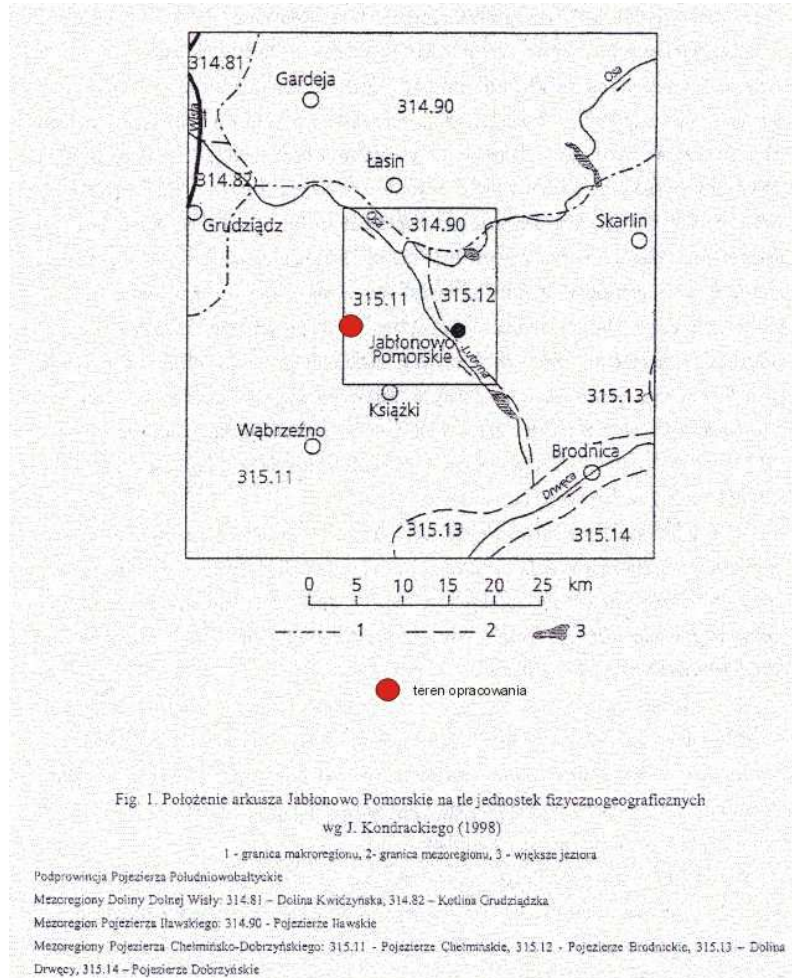 314.81
Gardeja
Osa
314.90
Wisła
Łasin
314.82
Grudziądz
Osa
314.90
Skarlin
315.11
315.12
Jabłonowo
Pomorskie
Lutryna
Książki
315.13
Wąbrzeźno
Brodnica
315.11
Drwęca
315.13
315.14
0 5 10 15 20 25 km
1 2 3
teren opracowania
Fig. 1. Położenie arkusza Jabłonowo Pomorskie na tle jednostek fizycznogeograficznych
wg J. Kondrackiego (1998)
1 - granica makroregionu, 2- granica mezoregionu, 3 - większe jeziora
Podprowincja Pojezierza Południowobałtyckie
Mezoregiony Doliny Dolnej Wisły: 314.81 – Dolina Kwidzyńska, 314.82 – Kotlina Grudziądzka
Mezoregion Pojezierza Iławskiego: 314.90 - Pojezierze Iławskie
Mezoregiony Pojezierza Chełmińsko-Dobrzyńskiego: 315.11 - Pojezierze Chełmińskie, 315.12 - Pojezierze Brodnickie, 315.13 – Dolina
Drwęcy, 315.14 – Pojezierze Dobrzyńskie